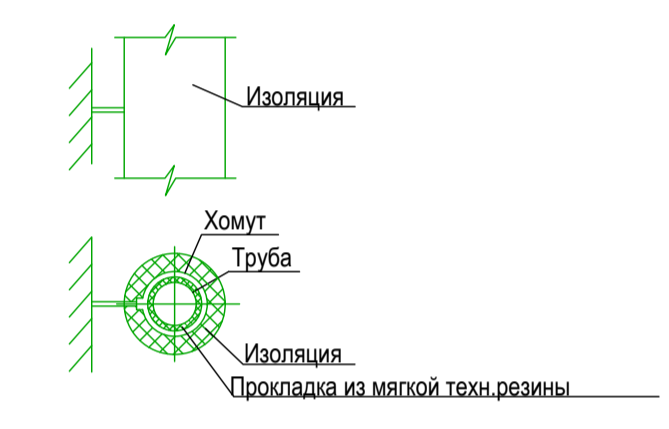 Изоляция
Хомут
Труба
Изоляция
Прокладка из мягкой техн.резины